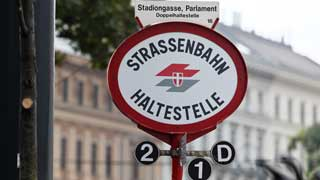 Stadiongasse, Parlament
Doppelhaltestelle
STRASSENBAHN
HALTESTELLE
2
D
1